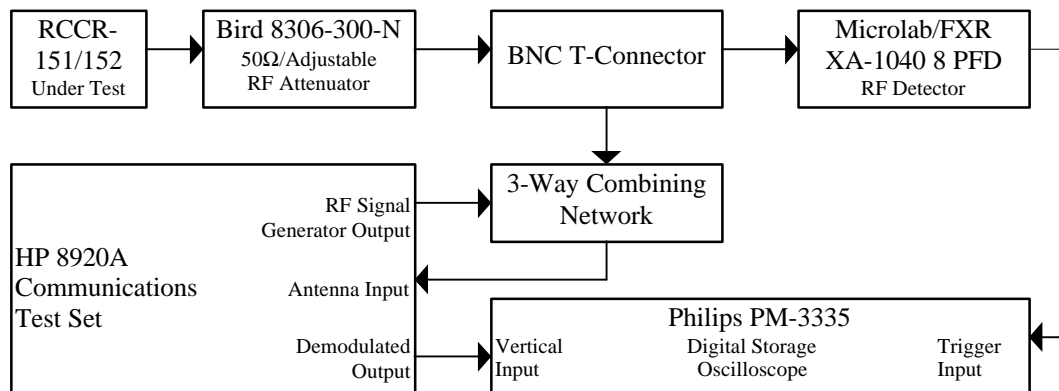 RCCR-
151/152
Under Test
Bird 8306-300-N
50Ω/Adjustable
RF Attenuator
BNC T-Connector
Microlab/FXR
XA-1040 8 PFD
RF Detector
3-Way Combining
Network
HP 8920A
Communications
Test Set
RF Signal
Generator Output
Antenna Input
Demodulated
Output
Philips PM-3335
Vertical
Input
Digital Storage
Oscilloscope
Trigger
Input